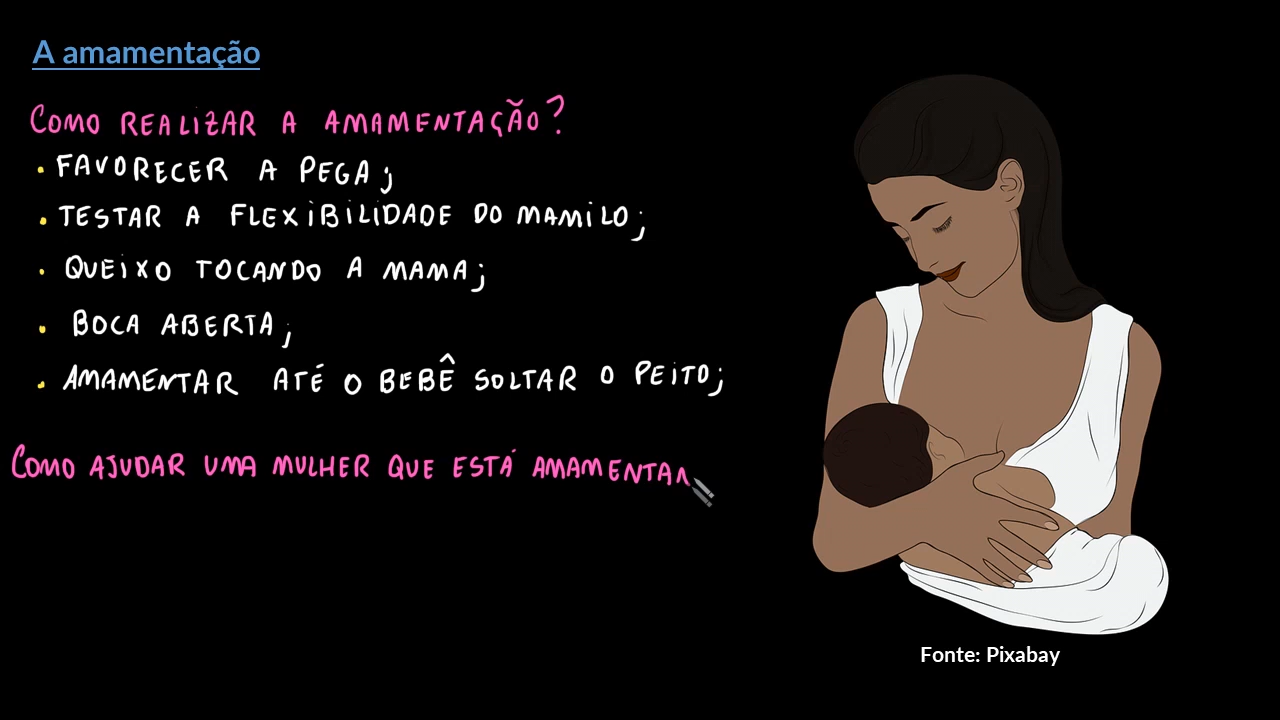 A amamentação
COMO REALIZAR A AMAMENTAÇÃO?
• FAVORECER A PEGA;
• TESTAR A FLEXIBILIDADE DO MAMILO;
• QUEIXO TOCANDO A MAMA;
• BOCA ABERTA;
• AMAMENTAR ATÉ O BEBÊ SOLTAR O PEITO;
COMO AJUDAR UMA MULHER QUE ESTÁ AMAMENTAN
Fonte: Pixabay